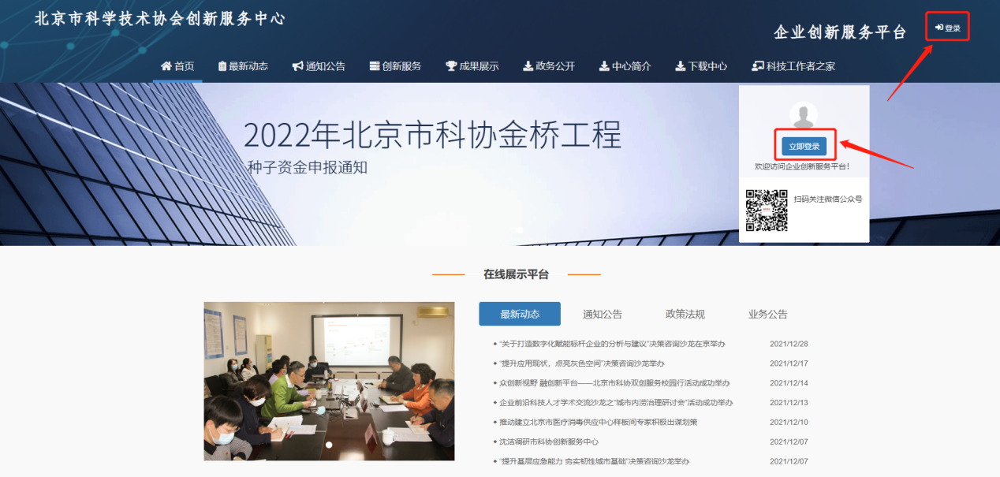 北京市科学技术协会创新服务中心
企业创新服务平台
登录
首页 最新动态 通知公告 创新服务 成果展示 政务公开 中心简介 下载中心 科技工作者之家
2022年北京市科协金桥工程
种子资金申报通知
立即登录
欢迎访问企业创新服务平台!
扫码关注微信公众号
在线展示平台
最新动态 通知公告 政策法规 业务公告
“关于打造数字化赋能标杆企业的分析与建议”决策咨询沙龙在京举办 2021/12/28
“提升应用现状，点亮灰色空间”决策咨询沙龙举办 2021/12/17
众创新视野 融创新平台——北京市科协双创服务校园行活动成功举办 2021/12/14
企业前沿科技人才学术交流沙龙之“城市内涝治理研讨会”活动成功举办 2021/12/13
推动建立北京市医疗消毒供应中心样板间专家积极出谋划策 2021/12/10
沈洁调研市科协创新服务中心 2021/12/07
“提升基层应急能力 夯实韧性城市基础”决策咨询沙龙举办 2021/12/07